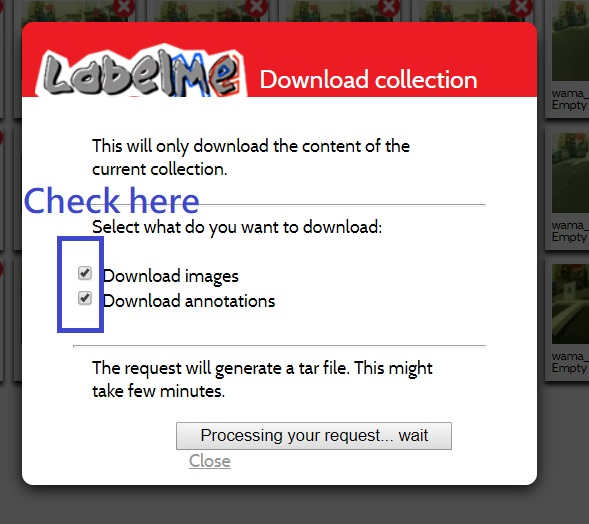 LabelMe Download collection
This will only download the content of the
current collection.
Check here
Select what do you want to download:
Download images
Download annotations
The request will generate a tar file. This might
take few minutes.
Processing your request... wait
Close
wama_
Empty
wama_
Empty
wama_
Empty